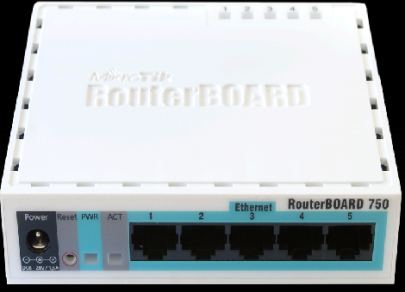 1 2 3 4 5
MikroTik
RouterBOARD
Ethernet RouterBOARD 750
Power Reset PWR ACT 1 2 3 4 5